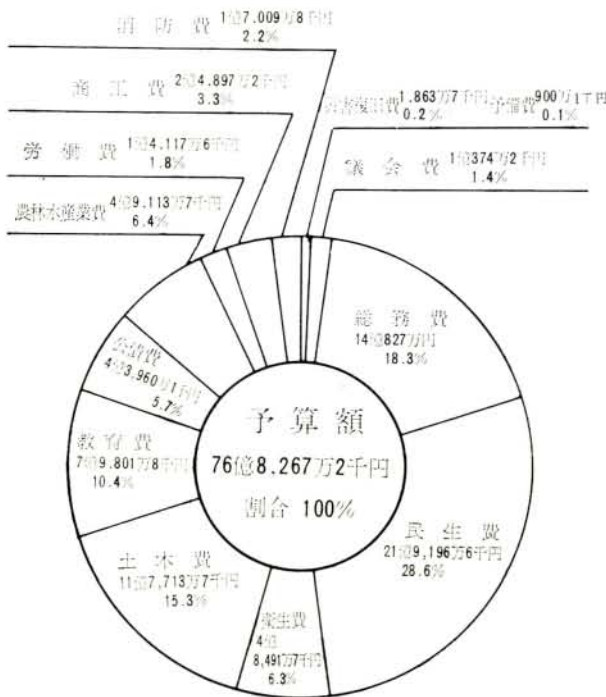 消防費 1億7.009万8千円
2.2%
商工費 2億4.897万2千円
3.3%
労働費 1億4.117万6千円
1.8%
農林水産業費 4億9.113万7千円
6.4%
災害復旧費 1.863万7千円
0.2%
予備費 900万1千円
0.1%
議会費 1億374万2千円
1.4%
総務費
14億827万円
18.3%
民生費
21億9,196万6千円
28.6%
衛生費
4億
8,491万7千円
6.3%
土木費
11億7,713万7千円
15.3%
教育費
7億9.801万8千円
10.4%
公債費
4億3,960万1千円
5.7%
予算額
76億8.267万2千円
割合 100%